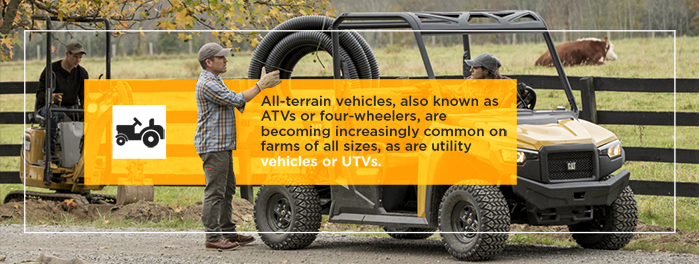 All-terrain vehicles, also known as
ATVs or four-wheelers, are
becoming increasingly common on
farms of all sizes, as are utility
vehicles or UTVs.
CAT